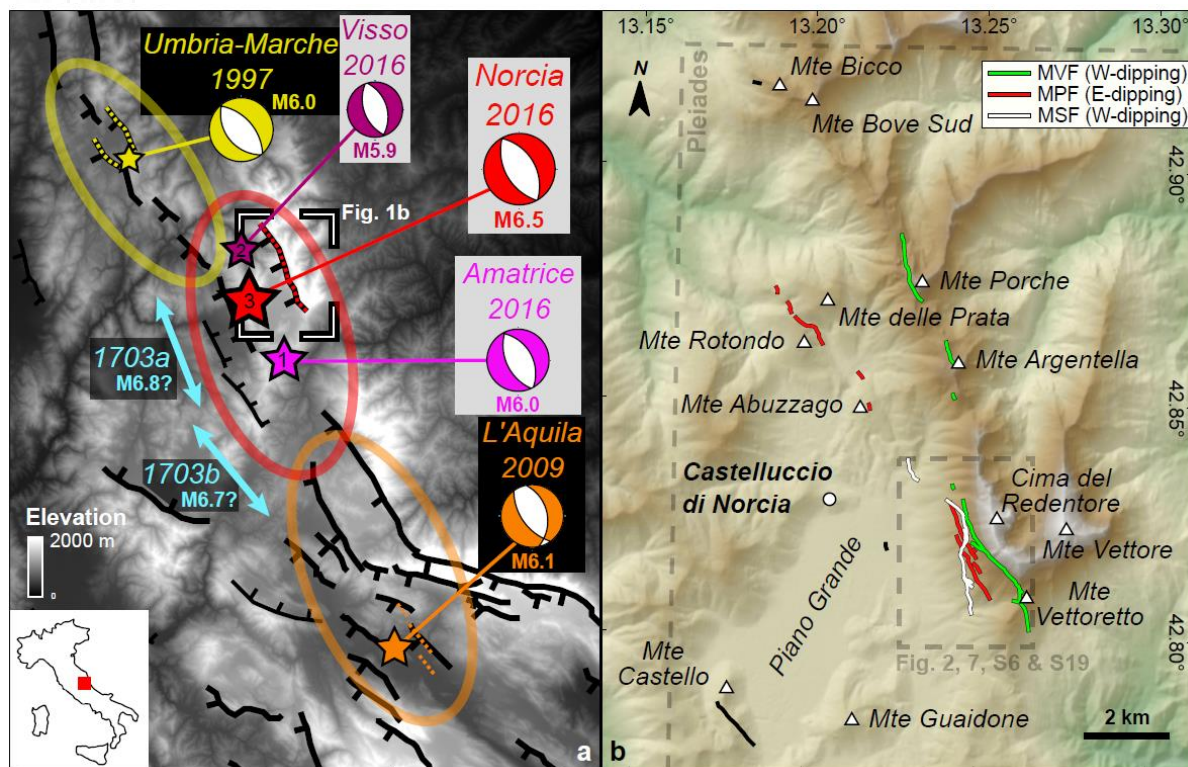 Umbria-Marche
1997
M6.0
Visso
2016
M5.9
Norcia
2016
M6.5
Fig. 1b
2
3
1
Amatrice
2016
M6.0
1703a
M6.8?
1703b
M6.7?
L'Aquila
2009
M6.1
Elevation
2000 m
0
a
13.15
13.20
13.25
13.30°
N
Pleiades
Mte Bicco
Mte Bove Sud
MVF (W-dipping)
MPF (E-dipping)
MSF (W-dipping)
42.90°
Mte Porche
Mte delle Prata
Mte Rotondo
Mte Argentella
Mte Abuzzago
42.85°
Castelluccio
di Norcia
Cima del
Redentore
Mte Vettore
Piano Grande
Mte
Vettoretto
42.80°
Fig. 2, 7, S6 & S19
Mte
Castello
Mte Guaidone
2 km
b